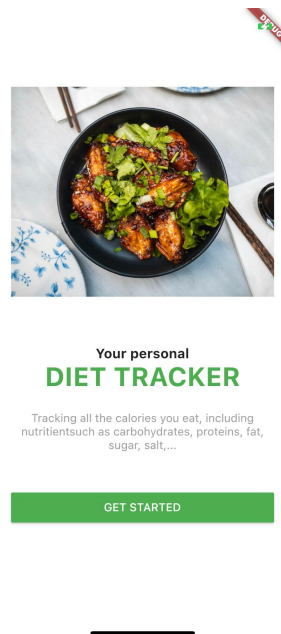 DEBUG
Your personal
DIET TRACKER
Tracking all the calories you eat, including
nutritientsuch as carbohydrates, proteins, fat,
sugar, salt,...
GET STARTED